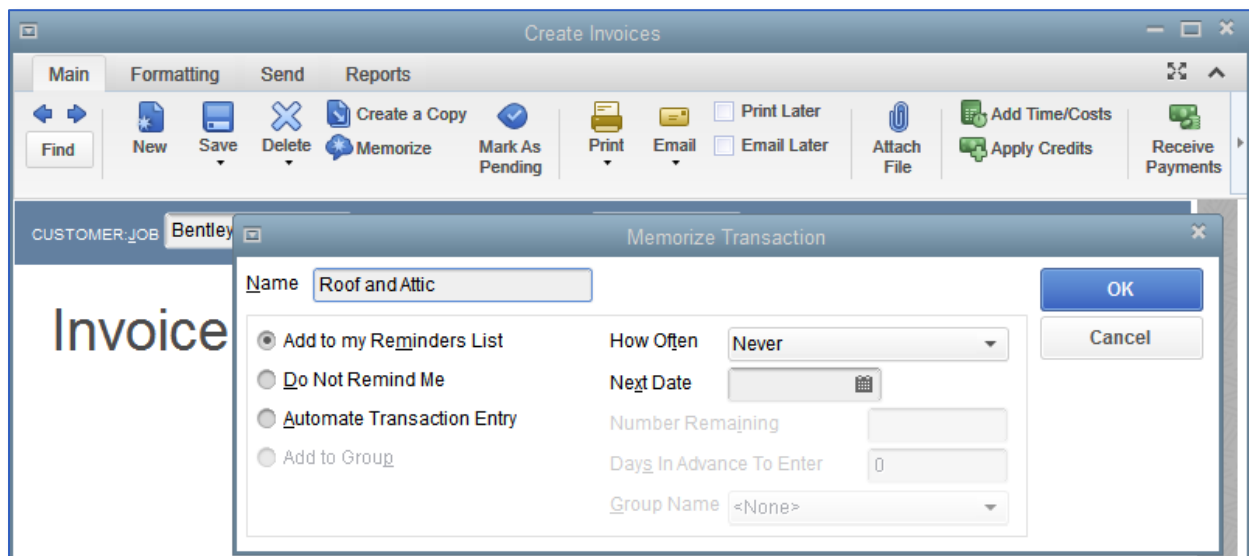 Create Invoices
Main Formatting Send Reports
Find
New
Save
Delete
Create a Copy
Memorize
Mark As
Pending
Print
Email
Print Later
Email Later
Attach
File
Add Time/Costs
Apply Credits
Receive
Payments
CUSTOMER:JOB Bentley
Invoice
Memorize Transaction
Name Roof and Attic
OK
Cancel
Add to my Reminders List
Do Not Remind Me
Automate Transaction Entry
Add to Group
How Often Never
Next Date
Number Remaining
Days In Advance To Enter 0
Group Name <None>